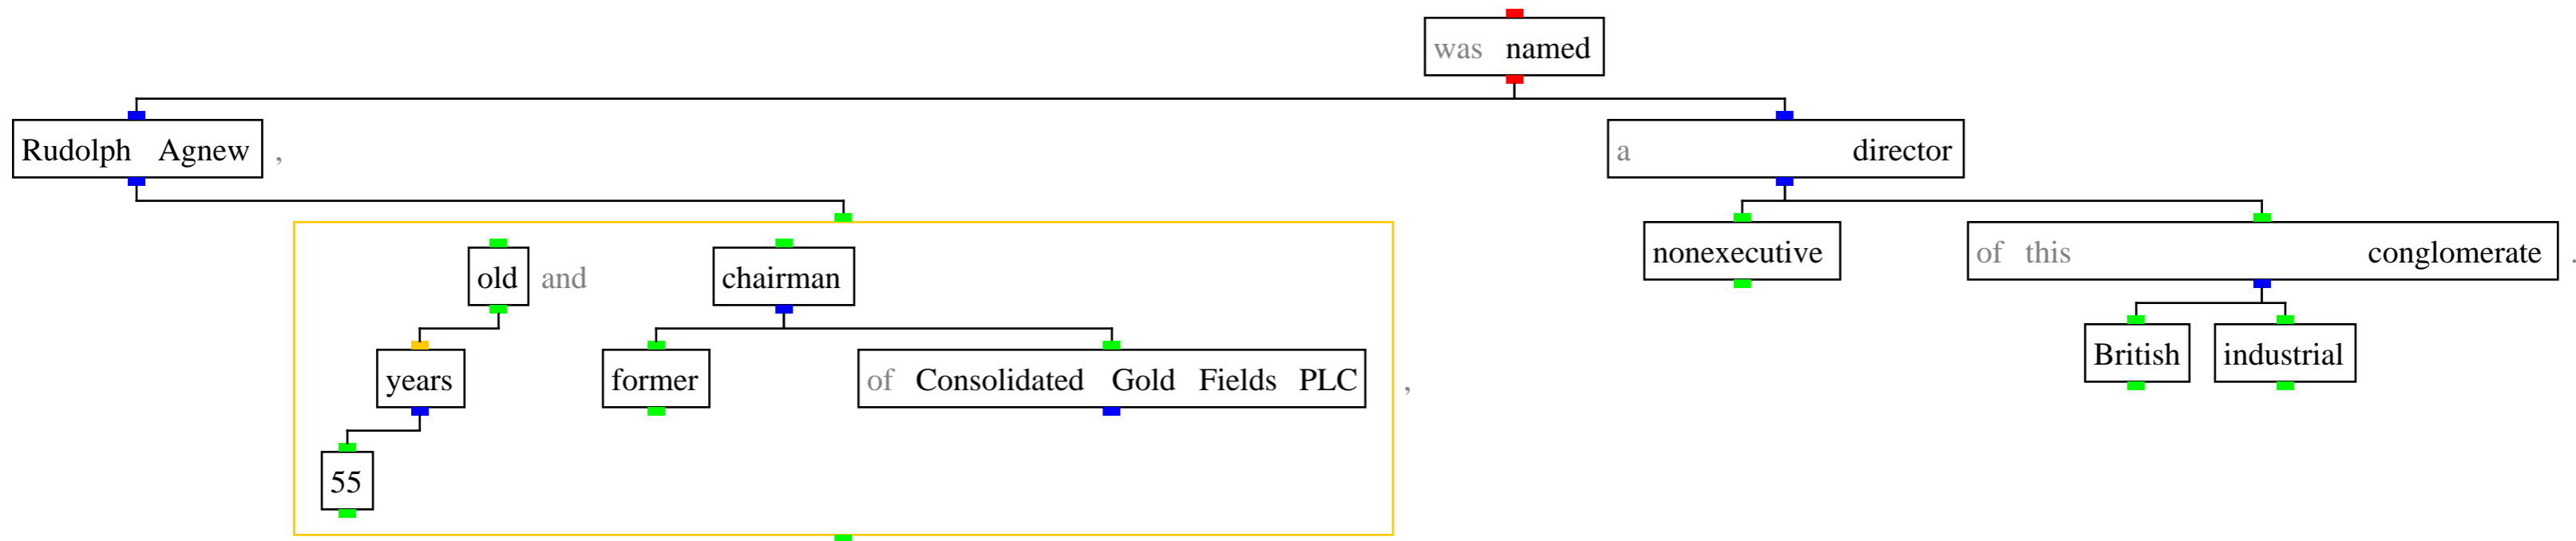 was named
Rudolph Agnew , a director
nonexecutive of this conglomerate .
old and chairman
British industrial
years former of Consolidated Gold Fields PLC ,
55